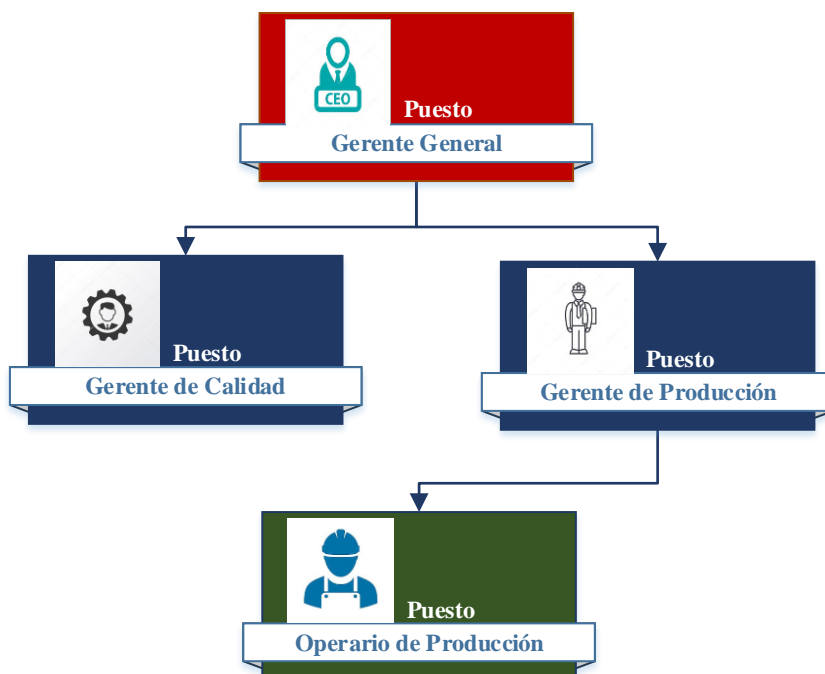 CEO
Puesto
Gerente General
Puesto
Gerente de Calidad
Puesto
Gerente de Producción
Puesto
Operario de Producción